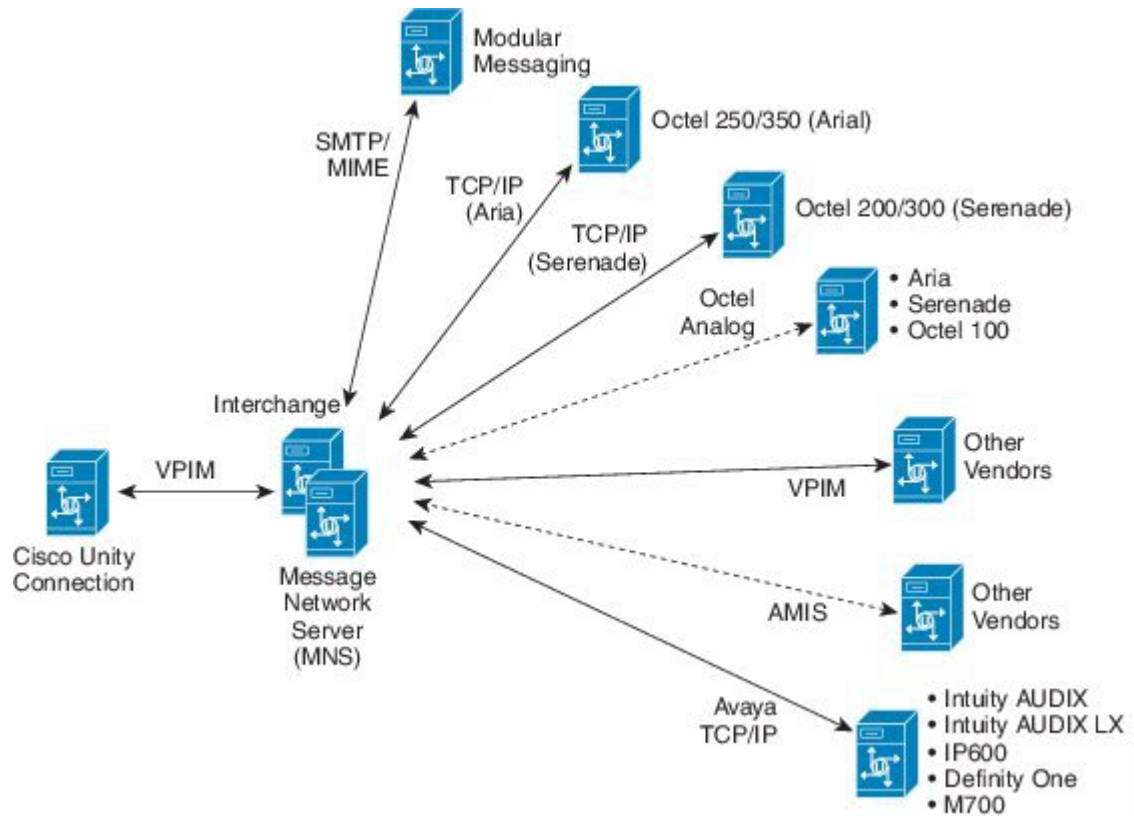 Modular
Messaging
Octel 250/350 (Arial)
SMTP/
MIME
TCP/IP
(Aria)
Octel 200/300 (Serenade)
TCP/IP
(Serenade)
Octel
Analog
• Aria
• Serenade
• Octel 100
Interchange
VPIM
Cisco Unity
Connection
Message
Network
Server
(MNS)
VPIM
Other
Vendors
AMIS
Other
Vendors
Avaya
TCP/IP
• Intuity AUDIX
• Intuity AUDIX LX
• IP600
• Definity One
• M700